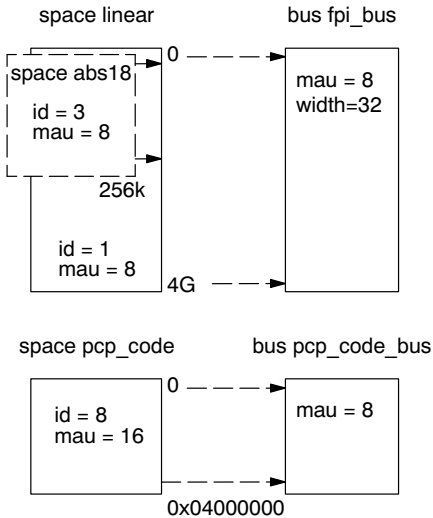 space linear
bus fpi_bus
0
space abs18
mau = 8
width=32
id = 3
mau = 8
256k
id = 1
mau = 8
4G
space pcp_code
bus pcp_code_bus
0
id = 8
mau = 16
mau = 8
0x04000000